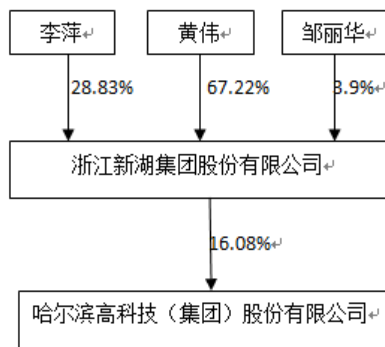 李萍 黄伟 邹丽华
28.83% 67.22% 3.9%
浙江新湖集团股份有限公司
16.08%
哈尔滨高科技（集团）股份有限公司